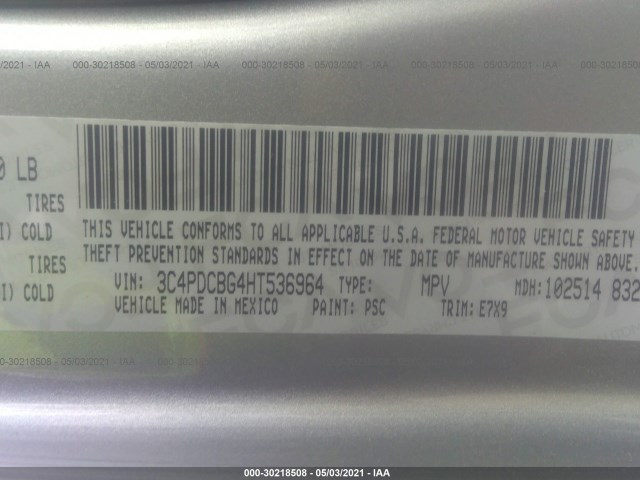 /2021 - IAA 000-30218508 - 05/03/2021 - IAA 000-30218508 - 05/03/2021 - IAA 000-30218508
0 LB
TIRES
I) COLD
TIRES
I) COLD
THIS VEHICLE CONFORMS TO ALL APPLICABLE U.S.A. FEDERAL MOTOR VEHICLE SAFETY
THEFT PREVENTION STANDARDS IN EFFECT ON THE DATE OF MANUFACTURE SHOWN ABOVE.
VIN: 3C4PDCBG4HT536964 TYPE: MPV MDH: 102514 832
VEHICLE MADE IN MEXICO PAINT: PSC TRIM: E7X9
/2021 - IAA 000-30218508 - 05/03/2021 - IAA 000-30218508 - 05/03/2021 - IAA 000-30218508
000-30218508 - 05/03/2021 - IAA